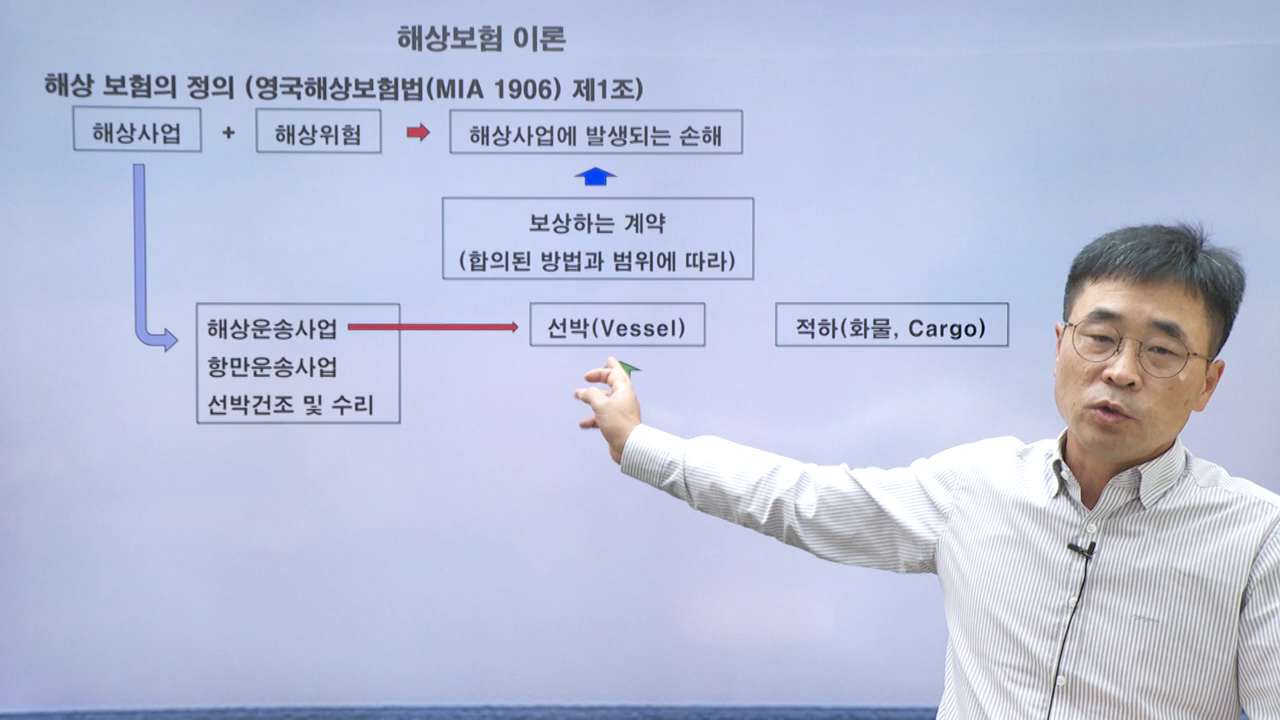 해상보험 이론
해상 보험의 정의 (영국해상보험법(MIA 1906) 제1조)
해상사업 + 해상위험 해상사업에 발생되는 손해
보상하는 계약
(합의된 방법과 범위에 따라)
해상운송사업 선박(Vessel) 적하(화물, Cargo)
항만운송사업
선박건조 및 수리